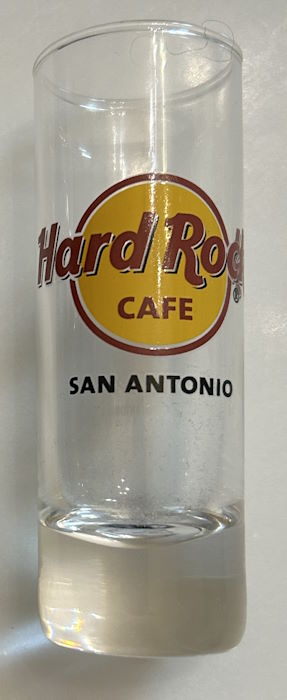 Hard Rock
CAFE
®
SAN ANTONIO